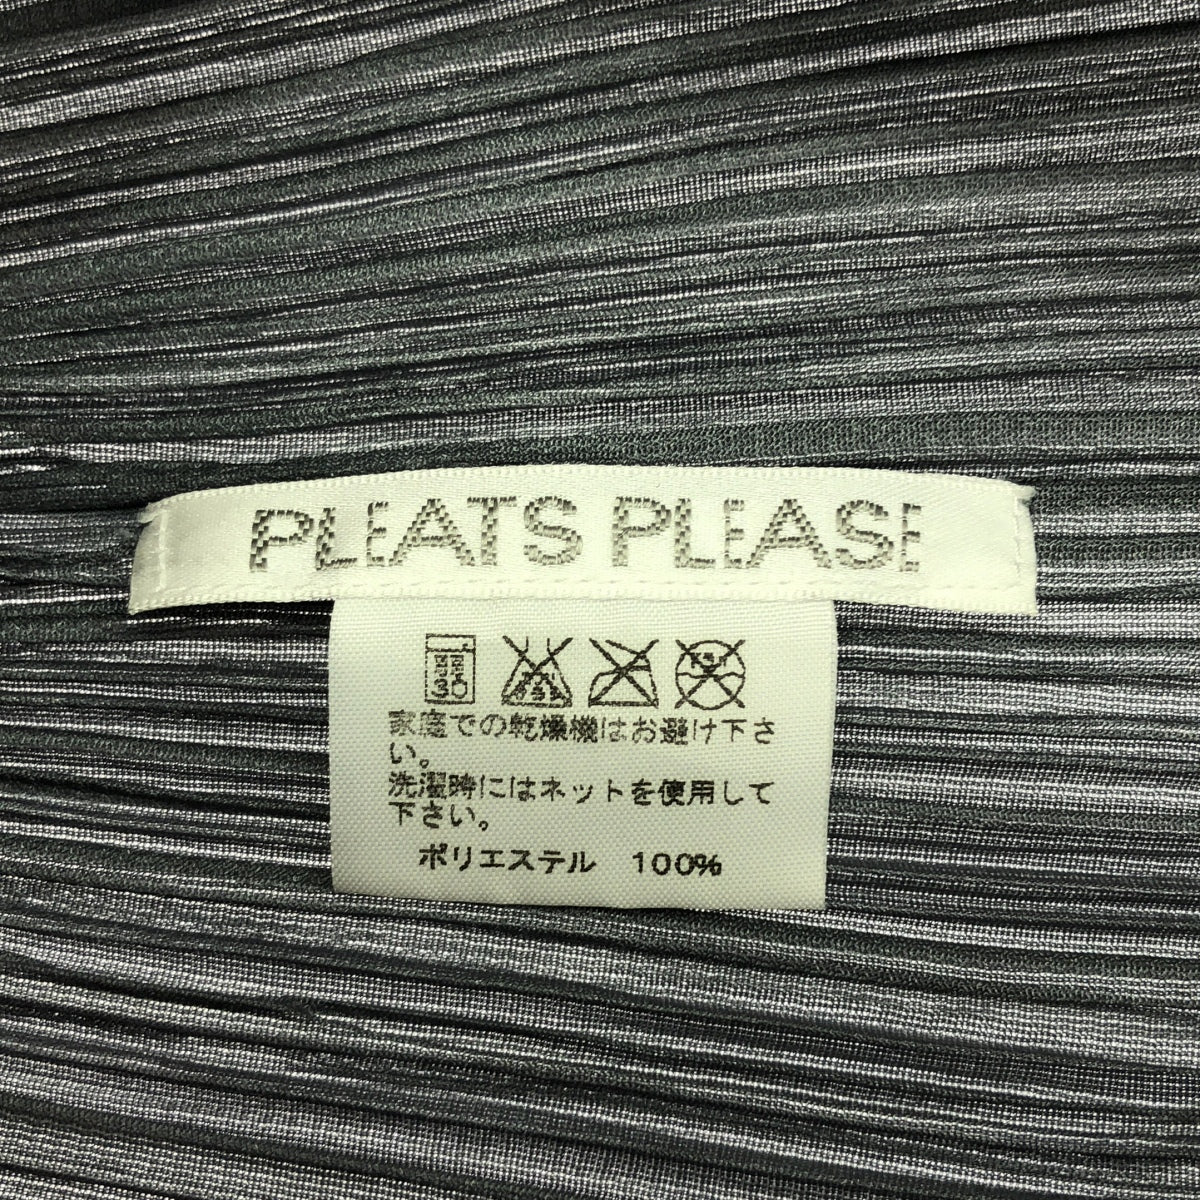 PLEATS PLEASE
30
家庭での乾燥機はお避け下さ
い。
洗濯時にはネットを使用して
下さい。
ポリエステル 100%